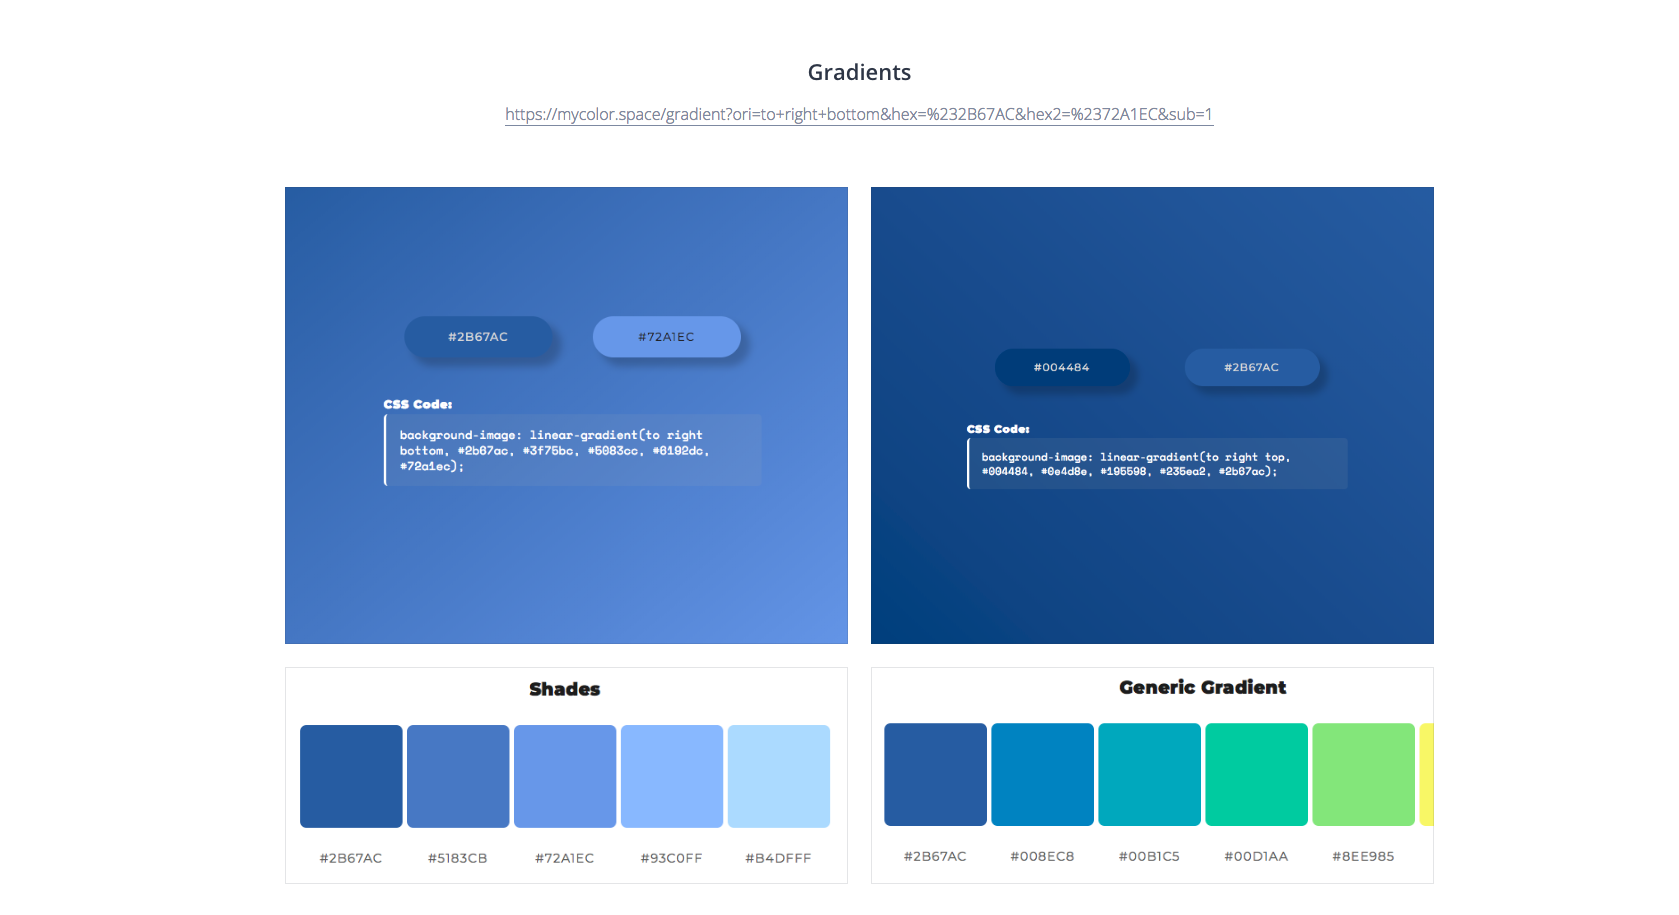 Gradients
https://mycolor.space/gradient?ori=to+right+bottom&hex=%232B67AC&hex2=%2372A1EC&sub=1
#2B67AC
#72A1EC
CSS Code:
background-image: linear-gradient(to right
bottom, #2b67ac, #3f75bc, #5083cc, #6192dc,
#72a1ec);
#004484
#2B67AC
CSS Code:
background-image: linear-gradient(to right top,
#004484, #0e4d8e, #195598, #235ea2, #2b67ac);
Shades
#2B67AC
#5183CB
#72A1EC
#93C0FF
#B4DFFF
Generic Gradient
#2B67AC
#008EC8
#00B1C5
#00D1AA
#8EE985